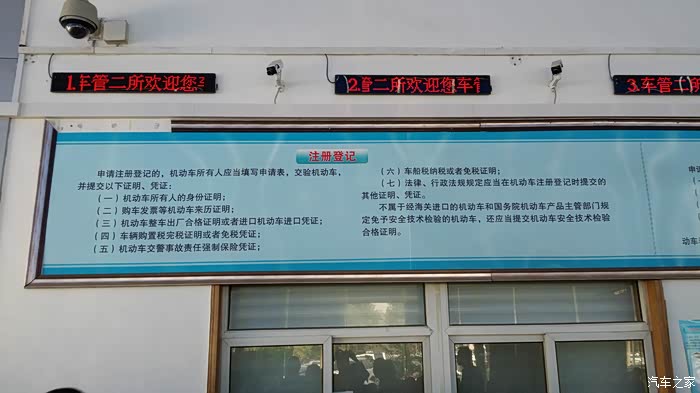 1.车管二所欢迎您
2.管二所欢迎您车
3.车管二所
注册登记
申请注册登记的，机动车所有人应当填写申请表，交验机动车，
并提交以下证明、凭证：
（一）机动车所有人的身份证明；
（二）购车发票等机动车来历证明；
（三）机动车整车出厂合格证明或者进口机动车进口凭证；
（四）车辆购置税完税证明或者免税凭证；
（五）机动车交警事故责任强制保险凭证；
（六）车船税纳税或者免税证明；
（七）法律、行政法规规定应当在机动车注册登记时提交的
其他证明、凭证。
不属于经海关进口的机动车和国务院机动车产品主管部门规
定免予安全技术检验的机动车，还应当提交机动车安全技术检验
合格证明。
申
车
动车
汽车之家